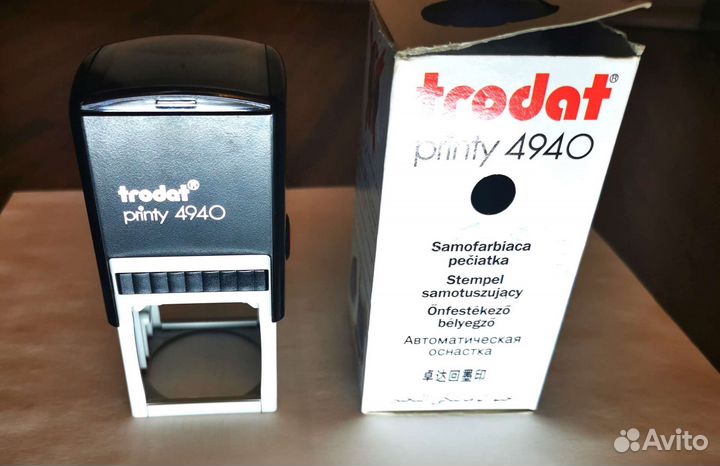 trodat®
printy 4940
trodat®
printy 4940
Samofarbiaca
pečiatka
Stempel
samotuszujący
Önfestékező
bélyegző
Автоматическая
оснастка
卓达回墨印
Avito